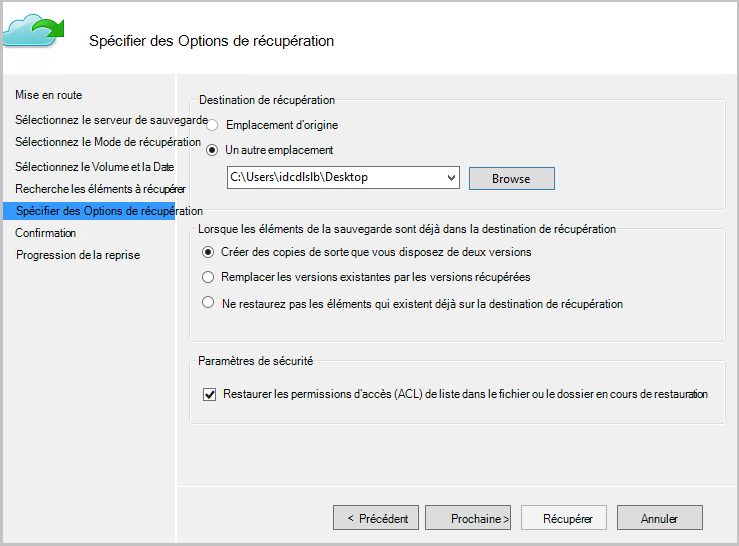 Spécifier des Options de récupération
Mise en route
Sélectionnez le serveur de sauvegarde
Sélectionnez le Mode de récupération
Sélectionnez le Volume et la Date
Recherche les éléments à récupérer
Spécifier des Options de récupération
Confirmation
Progression de la reprise
Destination de récupération
Emplacement d'origine
Un autre emplacement
C:\Users\idcdlslb\Desktop
Browse
Lorsque les éléments de la sauvegarde sont déjà dans la destination de récupération
Créer des copies de sorte que vous disposez de deux versions
Remplacer les versions existantes par les versions récupérées
Ne restaurez pas les éléments qui existent déjà sur la destination de récupération
Paramètres de sécurité
Restaurer les permissions d'accès (ACL) de liste dans le fichier ou le dossier en cours de restauration
< Précédent
Prochaine >
Récupérer
Annuler